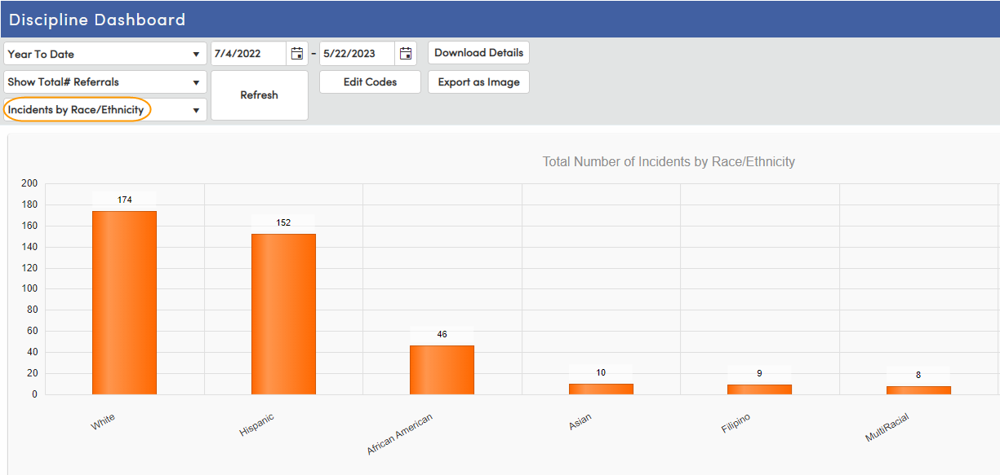 Discipline Dashboard
Year To Date 7/4/2022 - 5/22/2023 Download Details
Show Total# Referrals Refresh Edit Codes Export as Image
Incidents by Race/Ethnicity
Total Number of Incidents by Race/Ethnicity
200
180
160
140
120
100
80
60
40
20
0
174
152
46
10
9
8
White
Hispanic
African American
Asian
Filipino
MultiRacial